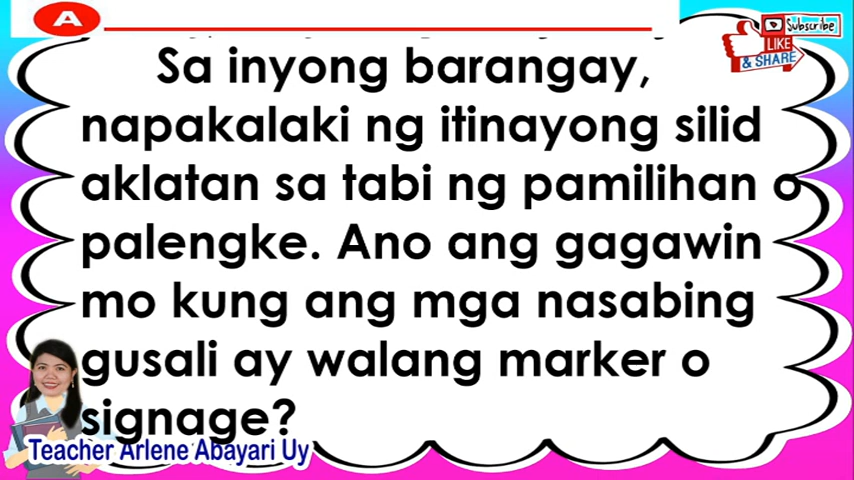 A
Subscribe
LIKE
& SHARE
Sa inyong barangay,
napakalaki ng itinayong silid
aklatan sa tabi ng pamilihan o
palengke. Ano ang gagawin
mo kung ang mga nasabing
gusali ay walang marker o
signage?
Teacher Arlene Abayari Uy